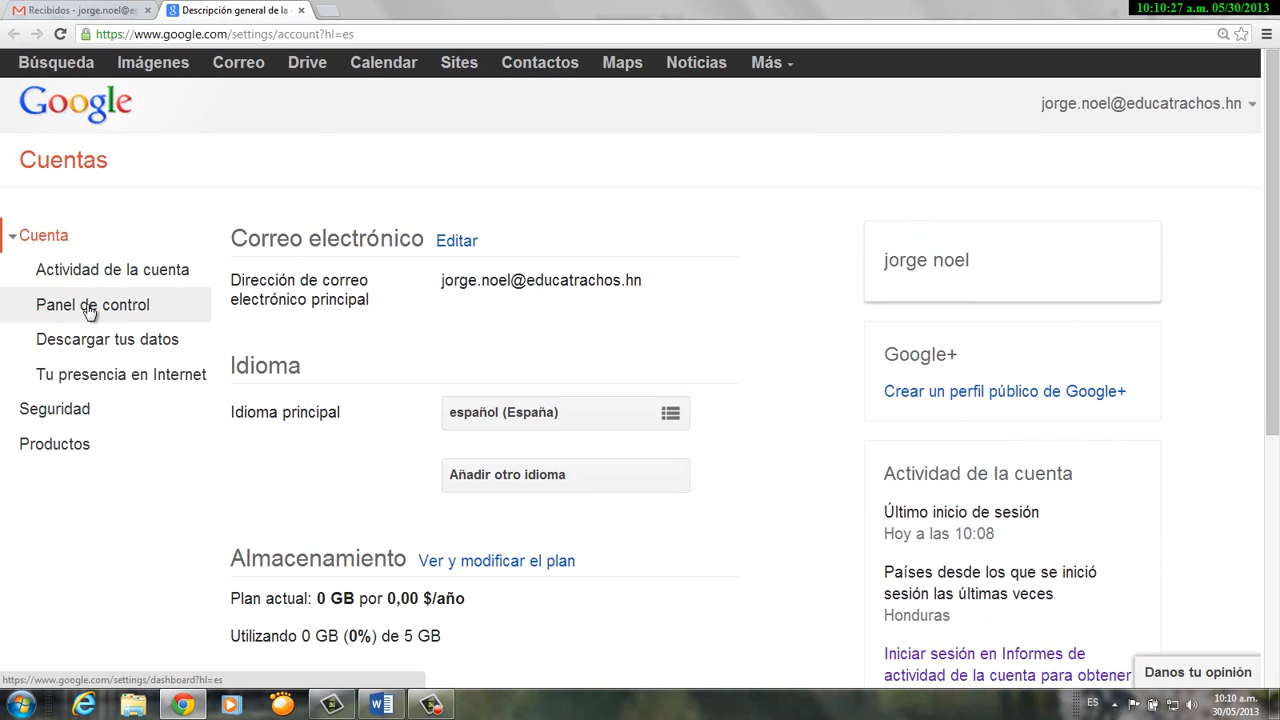 Recibidos - jorge.noel@e
Descripción general de la
10:10:27 a.m. 05/30/2013
https://www.google.com/settings/account?hl=es
Búsqueda Imágenes Correo Drive Calendar Sites Contactos Maps Noticias Más
Google
jorge.noel@educatrachos.hn
Cuentas
Cuenta
Actividad de la cuenta
Panel de control
Descargar tus datos
Tu presencia en Internet
Seguridad
Productos
Correo electrónico Editar
Dirección de correo
electrónico principal
jorge.noel@educatrachos.hn
Idioma
Idioma principal
español (España)
Añadir otro idioma
Almacenamiento Ver y modificar el plan
Plan actual: 0 GB por 0,00 $/año
Utilizando 0 GB (0%) de 5 GB
jorge noel
Google+
Crear un perfil público de Google+
Actividad de la cuenta
Último inicio de sesión
Hoy a las 10:08
Países desde los que se inició
sesión las últimas veces
Honduras
Iniciar sesión en Informes de
actividad de la cuenta para obtener
Danos tu opinión
https://www.google.com/settings/dashboard?hl=es
ES
10:10 a.m.
30/05/2013